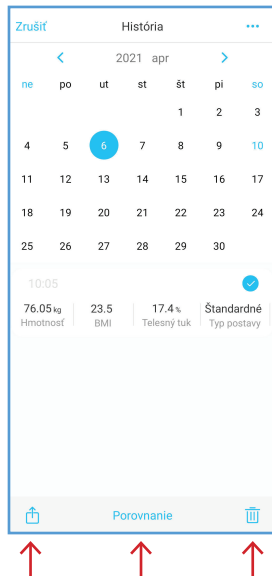 Zrušiť História •••
< 2021 apr >
ne po ut st št pi so
1 2 3
4 5 6 7 8 9 10
11 12 13 14 15 16 17
18 19 20 21 22 23 24
25 26 27 28 29 30
10:05
76.05 kg 23.5 17.4 % Štandardné
Hmotnosť BMI Telesný tuk Typ postavy
Porovnanie